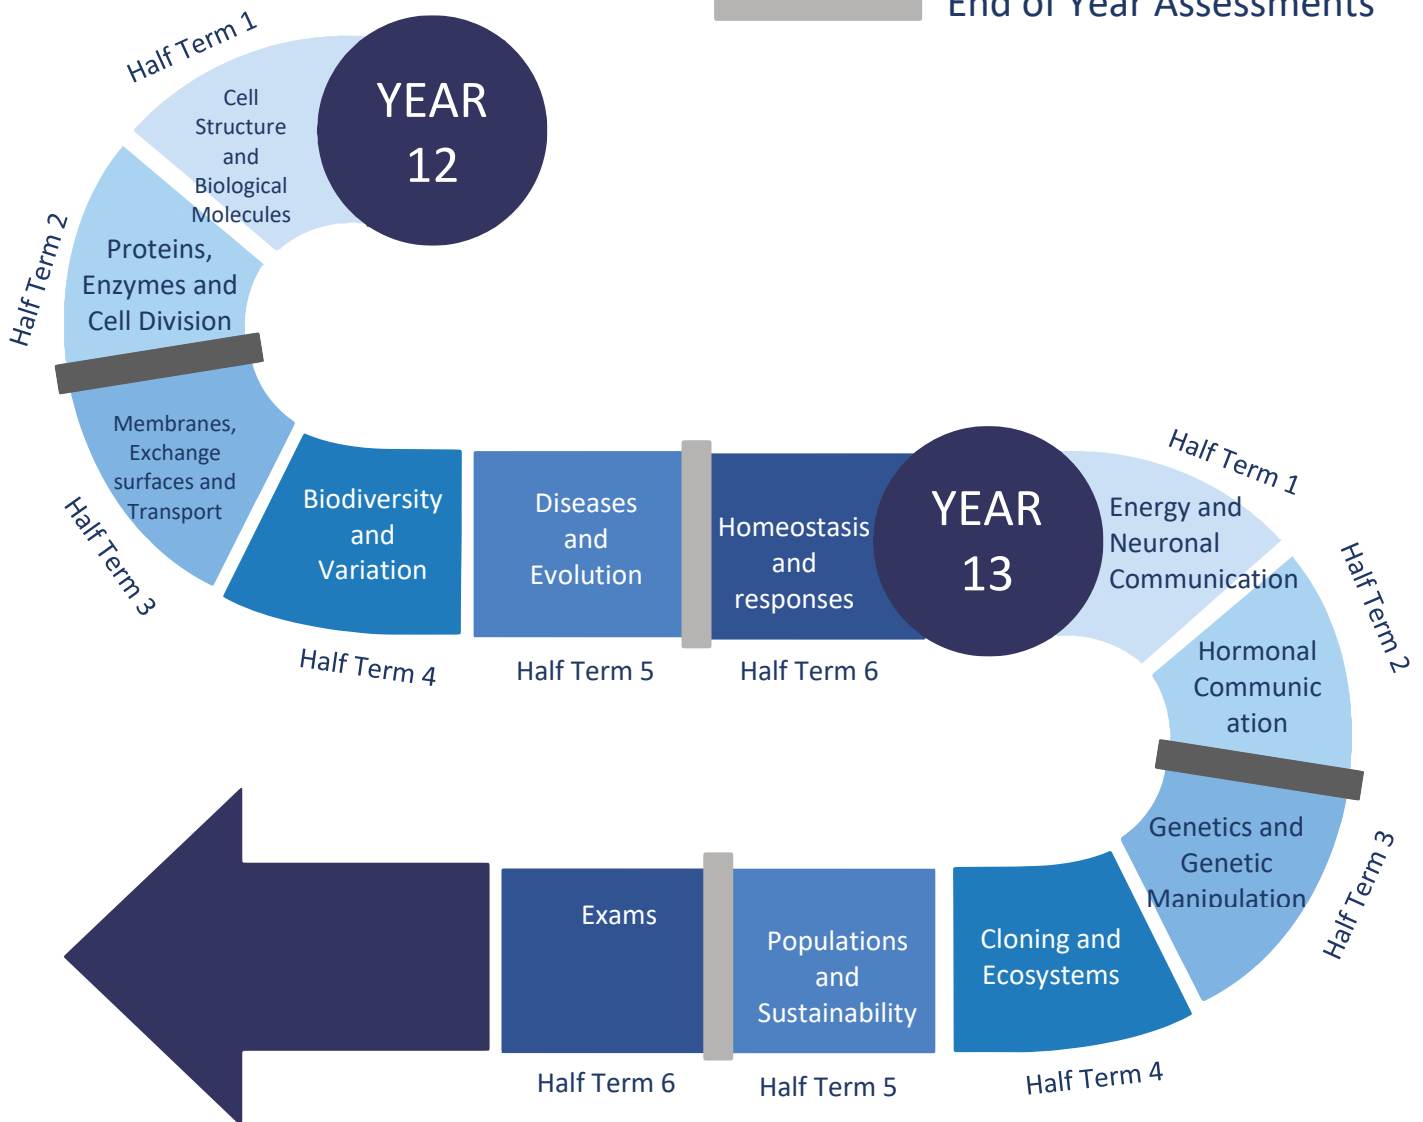 End of Year Assessments
Half Term 1
YEAR
12
Cell
Structure
and
Biological
Molecules
Half Term 2
Proteins,
Enzymes and
Cell Division
Half Term 3
Membranes,
Exchange
surfaces and
Transport
Biodiversity
and
Variation
Half Term 4
Diseases
and
Evolution
Half Term 5
Homeostasis
and
responses
Half Term 6
YEAR
13
Half Term 1
Energy and
Neuronal
Communication
Half Term 2
Hormonal
Communic
ation
Half Term 3
Genetics and
Genetic
Manipulation
Cloning and
Ecosystems
Half Term 4
Populations
and
Sustainability
Half Term 5
Exams
Half Term 6